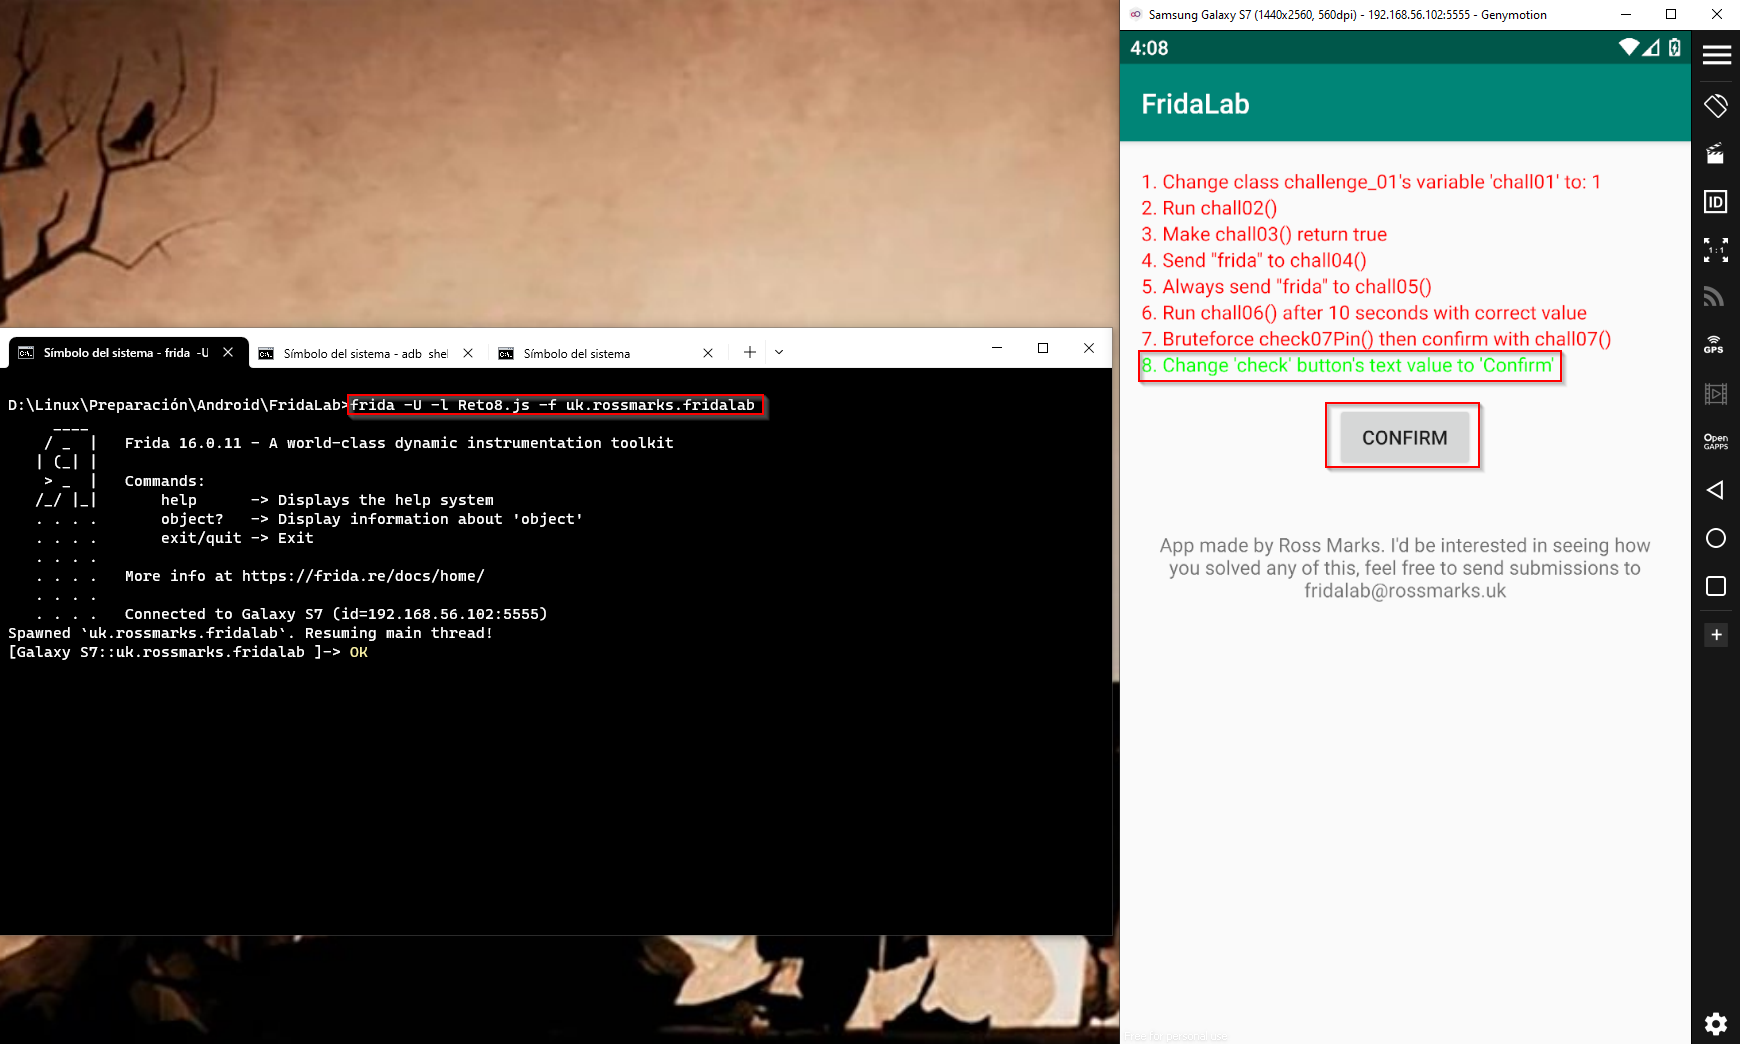 Samsung Galaxy S7 (1440x2560, 560dpi) - 192.168.56.102:5555 - Genymotion
4:08
FridaLab
1. Change class challenge_01's variable 'chall01' to: 1
2. Run chall02()
3. Make chall03() return true
4. Send "frida" to chall04()
5. Always send "frida" to chall05()
6. Run chall06() after 10 seconds with correct value
7. Bruteforce check07Pin() then confirm with chall07()
8. Change 'check' button's text value to 'Confirm'
CONFIRM
App made by Ross Marks. I'd be interested in seeing how
you solved any of this, feel free to send submissions to
fridalab@rossmarks.uk
Free for personal use
ID
1:1
GPS
Open
GAPPS
Símbolo del sistema - frida -U
Símbolo del sistema - adb shel
Símbolo del sistema
D:\Linux\Preparación\Android\FridaLab>frida -U -l Reto8.js -f uk.rossmarks.fridalab
     ____
    / _  |   Frida 16.0.11 - A world-class dynamic instrumentation toolkit
   | (_| |
    > _  |   Commands:
   /_/ |_|       help      -> Displays the help system
   . . . .       object?   -> Display information about 'object'
   . . . .       exit/quit -> Exit
   . . . .
   . . . .   More info at https://frida.re/docs/home/
   . . . .
   . . . .   Connected to Galaxy S7 (id=192.168.56.102:5555)
Spawned `uk.rossmarks.fridalab`. Resuming main thread!
[Galaxy S7::uk.rossmarks.fridalab ]-> OK